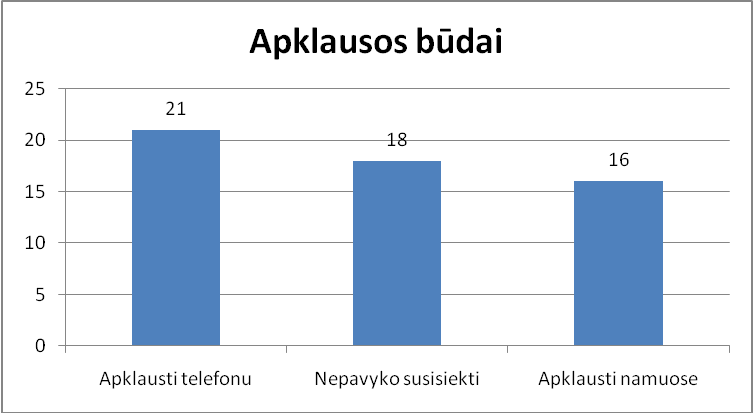 Apklausos būdai
25
20
15
10
5
0
21
18
16
Apklausti telefonu
Nepavyko susisiekti
Apklausti namuose